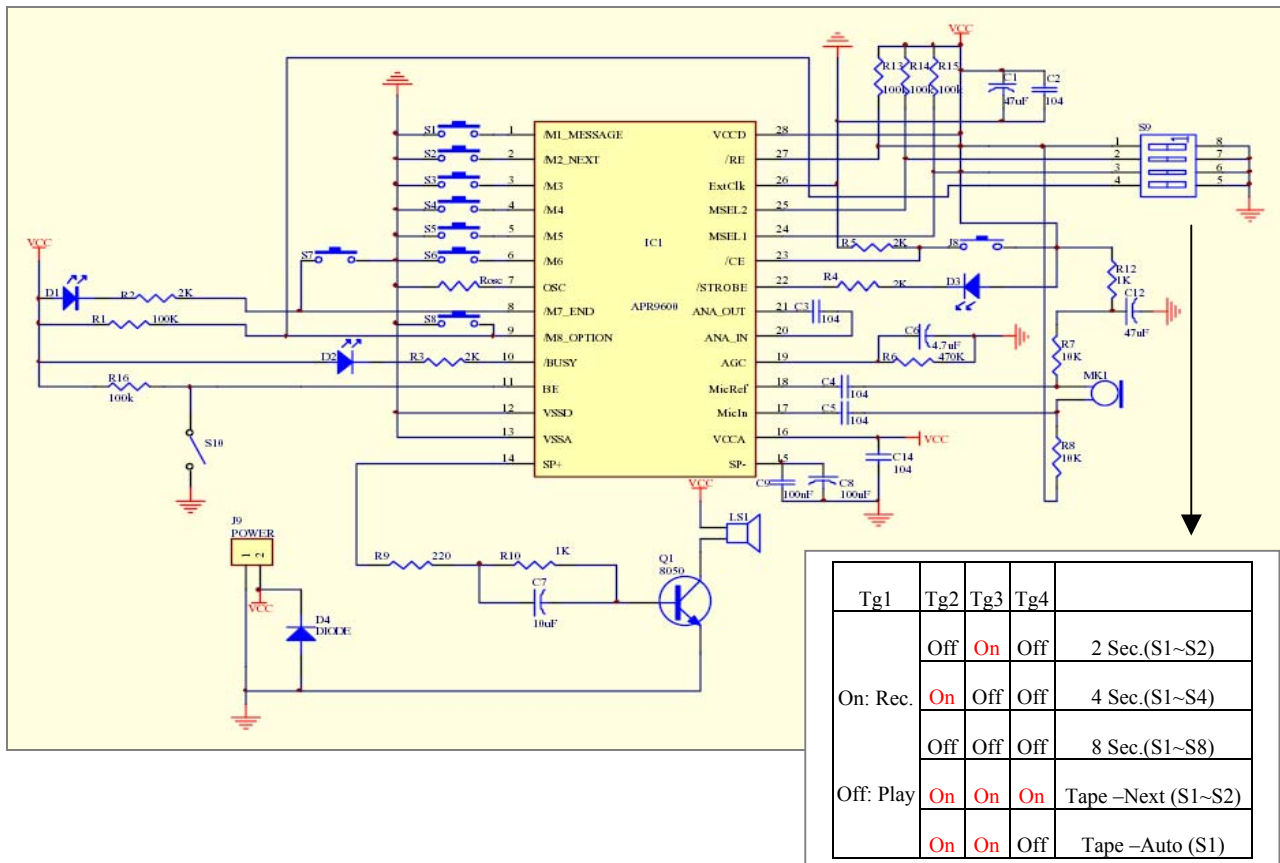 VCC
R13 R14 R15
100k 100k 100k
C1
47uF
C2
104
S9
1 8
2 7
3 6
4 5
S1 1 /M1_MESSAGE VCCD 28
S2 2 /M2_NEXT /RE 27
S3 3 /M3 ExtClk 26
S4 4 /M4 MSEL2 25
S5 5 /M5 MSEL1 24
S6 6 /M6 /CE 23
Rosc 7 OSC /STROBE 22
8 /M7_END ANA_OUT 21
S8 9 /M8_OPTION ANA_IN 20
10 /BUSY AGC 19
11 BE MicRef 18
12 VSSD MicIn 17
13 VSSA VCCA 16
14 SP+ SP- 15
IC1
APR9600
VCC
S7
D1
R2 2K
R1 100K
D2
R3 2K
R16
100k
S10
R5 2K
J8
R4 2K
D3
R12
1K
C12
47uF
C3
104
C6
4.7uF
R6 470K
R7
10K
C4
104
C5
104
MK1
R8
10K
VCC
C14
104
C9
100nF
C8
100uF
VCC
LS1
J9
POWER
1 2
VCC
D4
DIODE
R9 220
R10 1K
C7
10uF
Q1
8050
Tg1 Tg2 Tg3 Tg4
Off On Off 2 Sec.(S1~S2)
On: Rec. On Off Off 4 Sec.(S1~S4)
Off Off Off 8 Sec.(S1~S8)
Off: Play On On On Tape –Next (S1~S2)
On On Off Tape –Auto (S1)